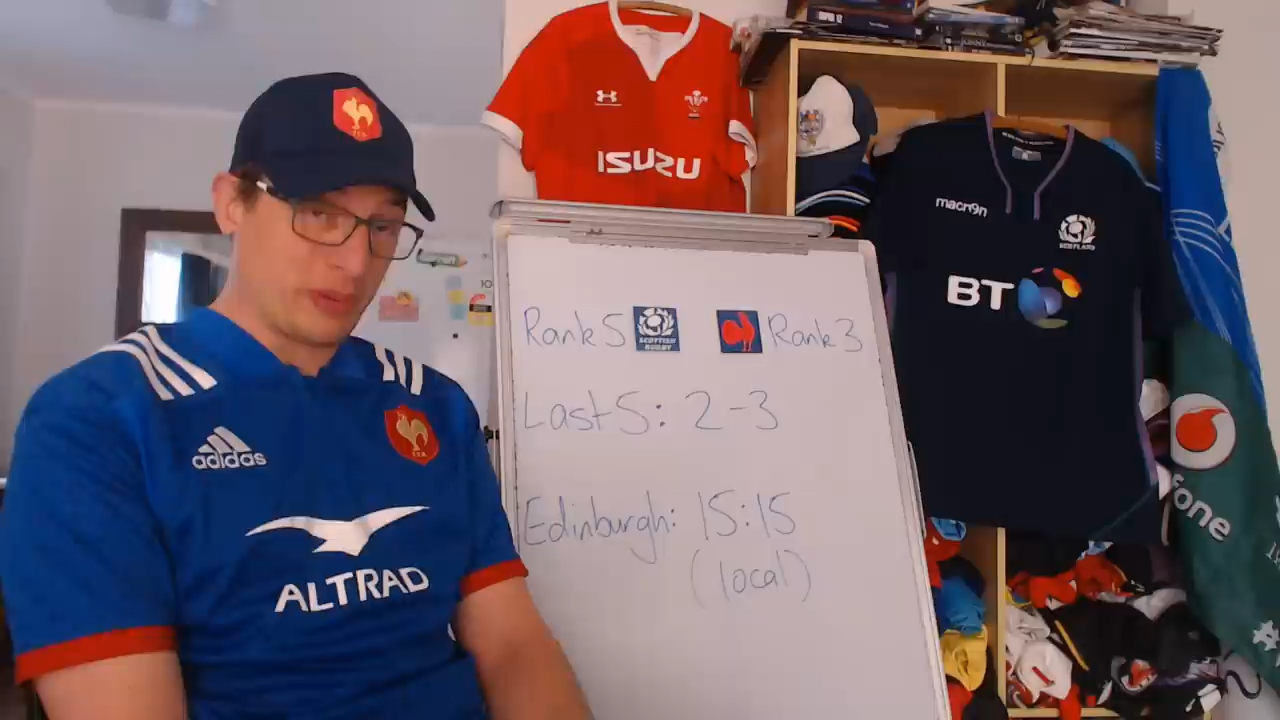 ISUZU
macron
SCOTLAND
BT
Rank 5
SCOTTISH
RUGBY
Rank 3
Last 5: 2-3
Edinburgh: 15:15
(local)
adidas
ALTRAD
fone